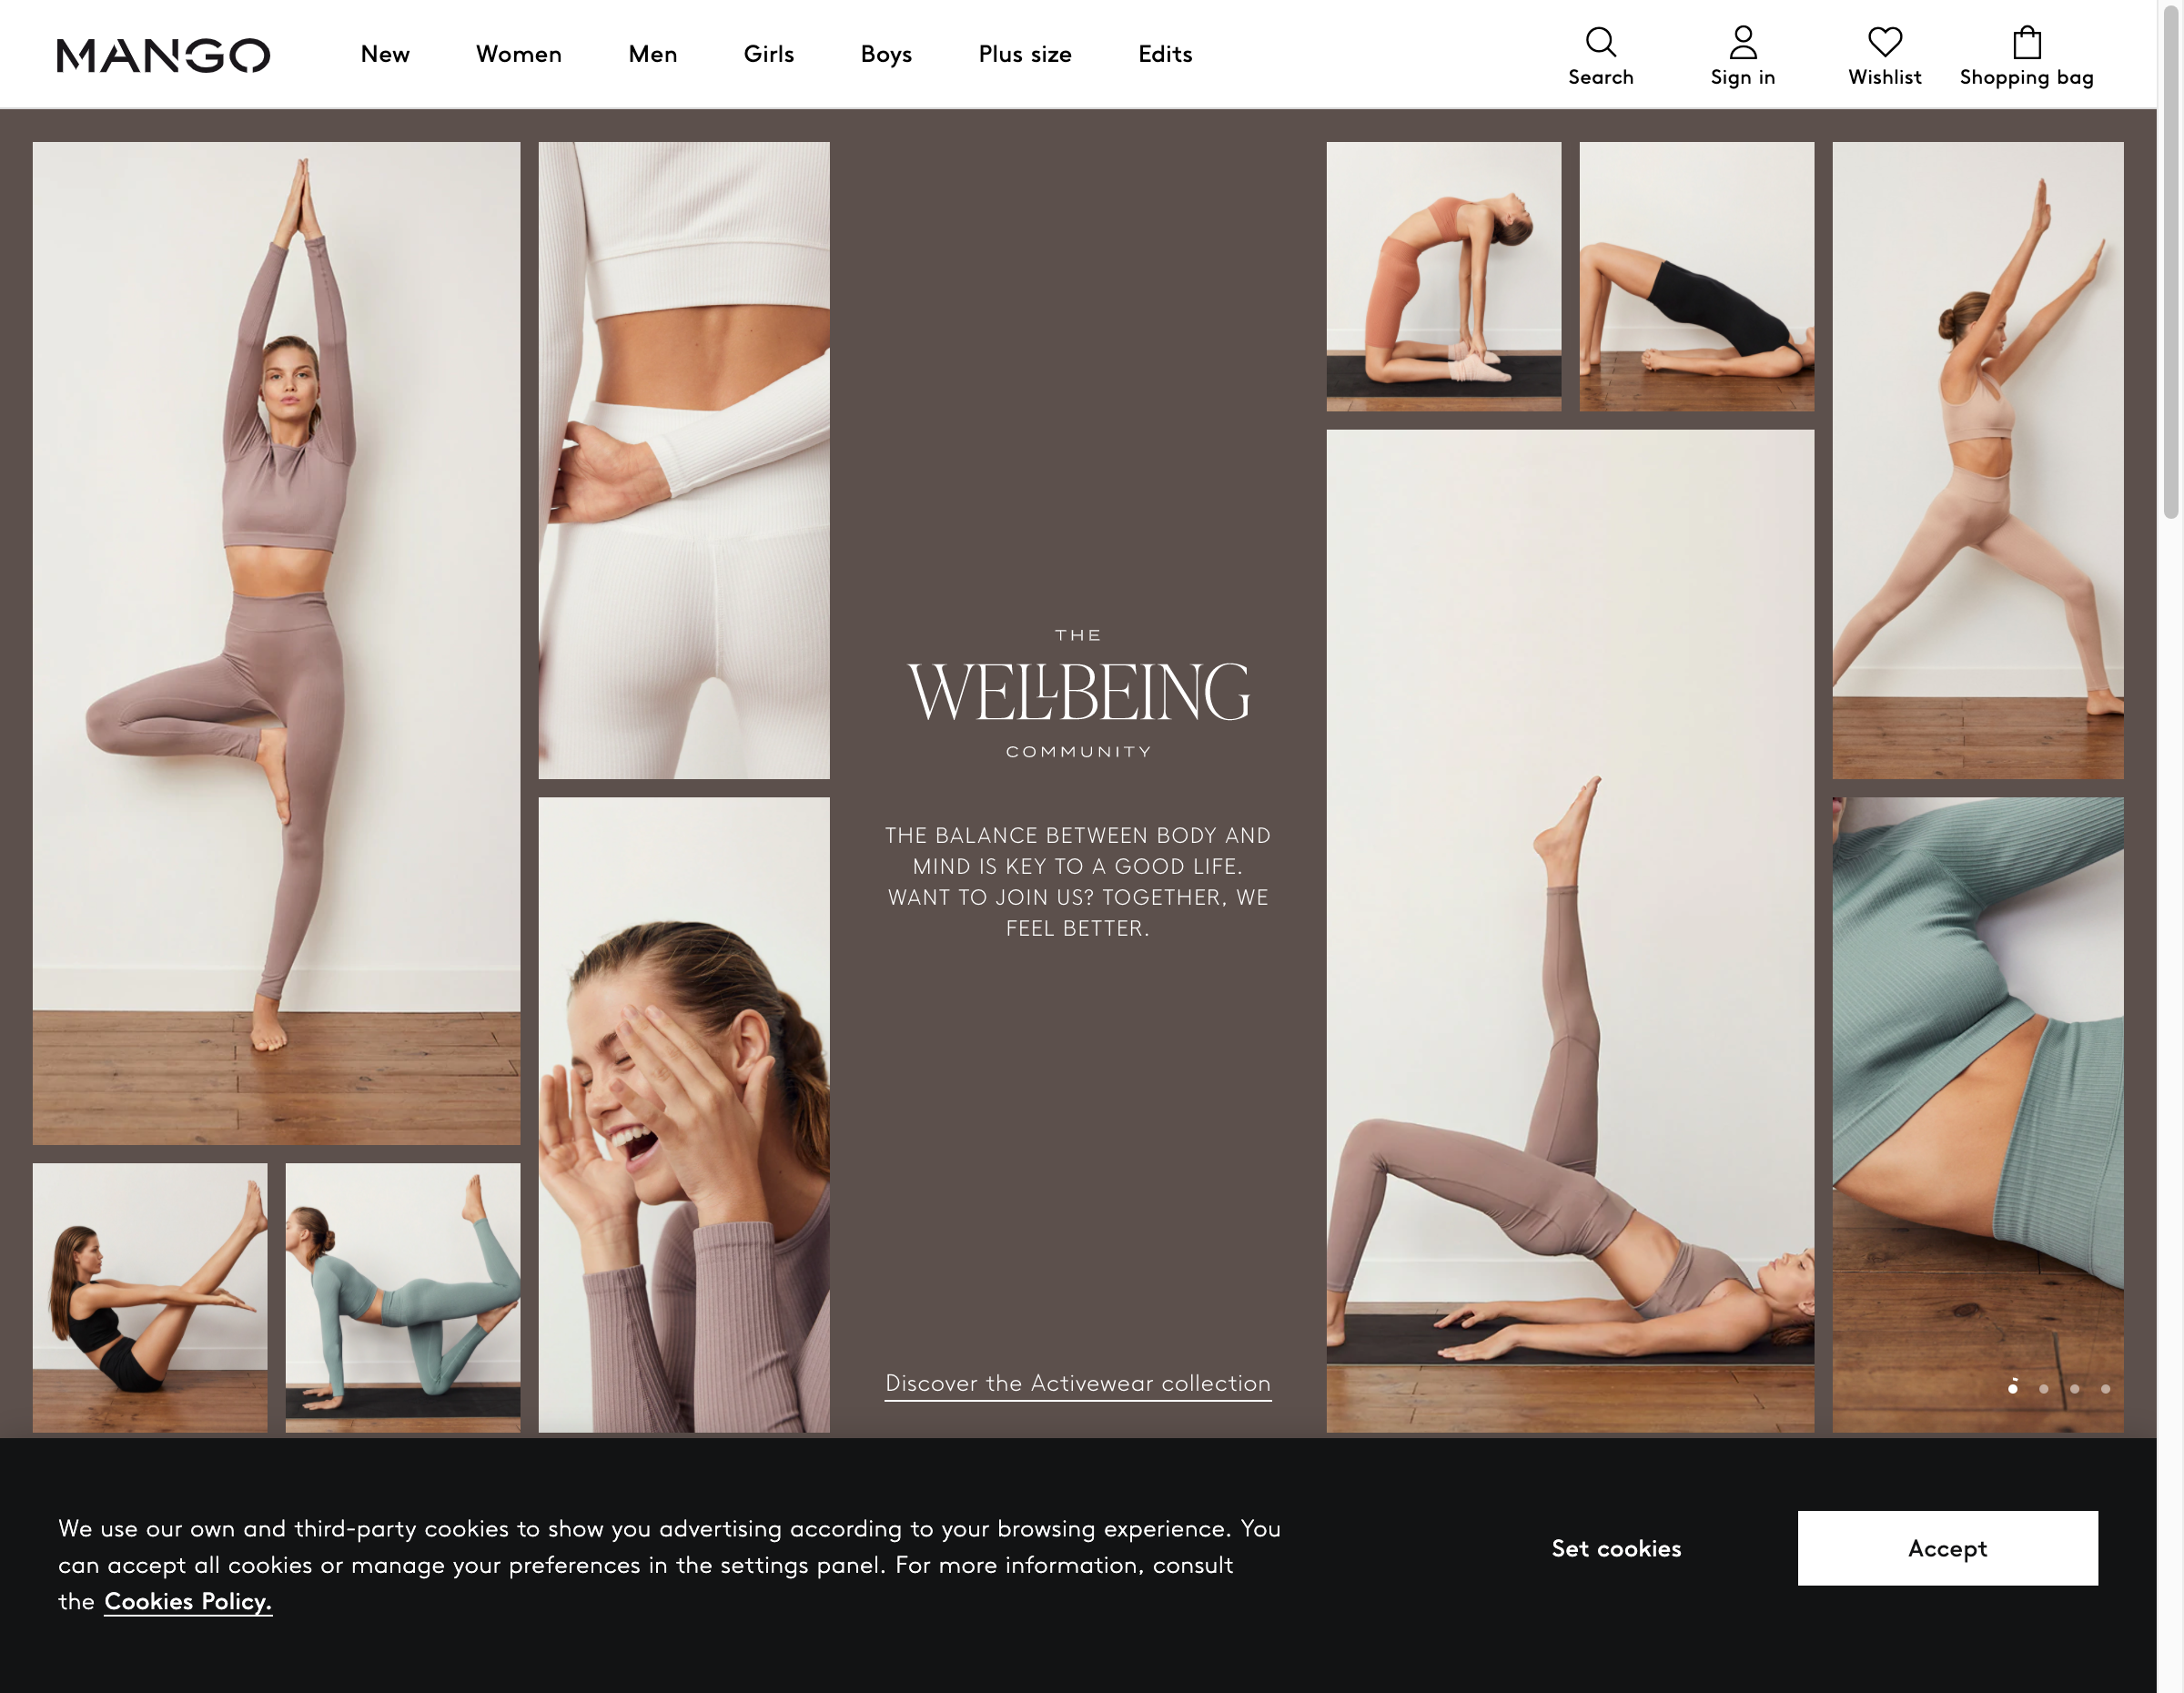 MANGO
New
Women
Men
Girls
Boys
Plus size
Edits
Search
Sign in
Wishlist
Shopping bag
THE
WELLBEING
COMMUNITY
THE BALANCE BETWEEN BODY AND
MIND IS KEY TO A GOOD LIFE.
WANT TO JOIN US? TOGETHER, WE
FEEL BETTER.
Discover the Activewear collection
We use our own and third-party cookies to show you advertising according to your browsing experience. You
can accept all cookies or manage your preferences in the settings panel. For more information, consult
the Cookies Policy.
Set cookies
Accept